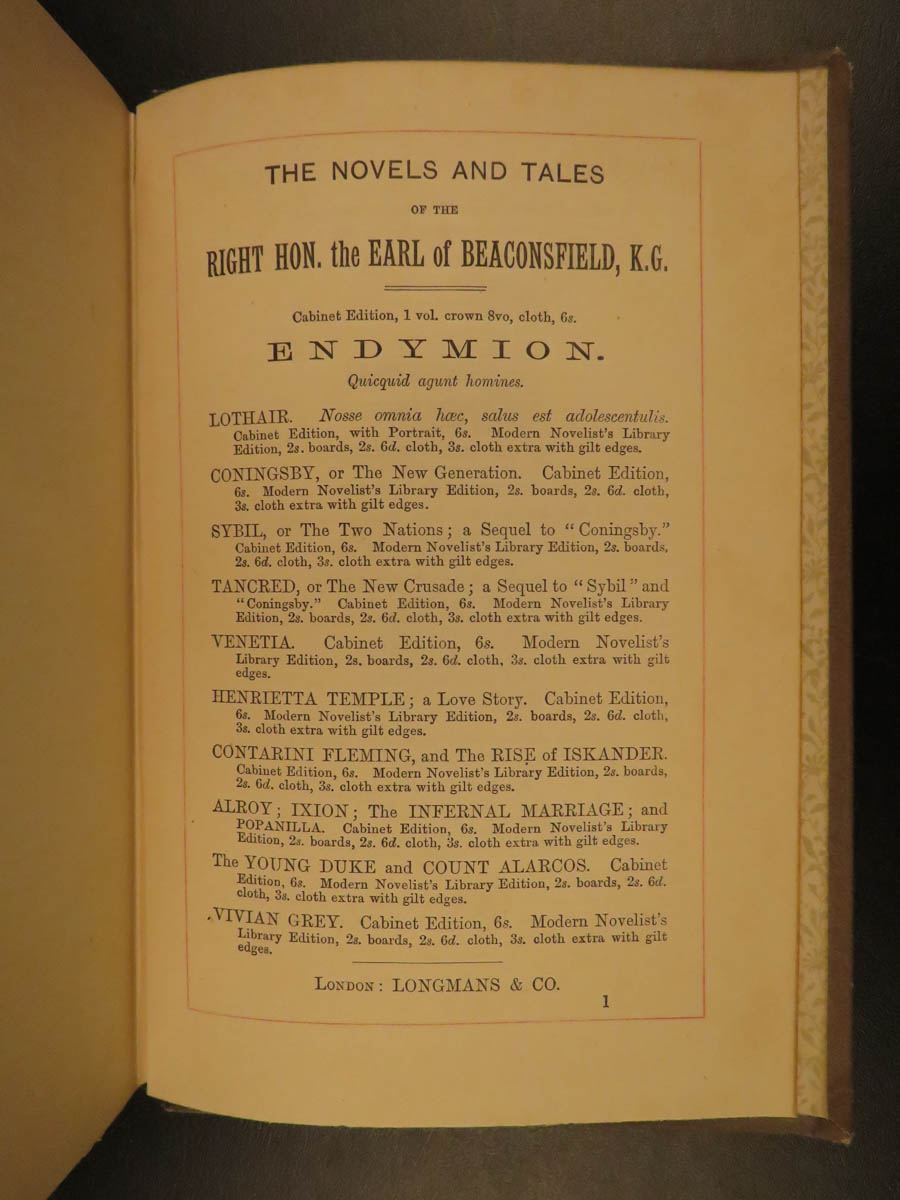 THE NOVELS AND TALES
OF THE
RIGHT HON. the EARL of BEACONSFIELD, K.G.
Cabinet Edition, 1 vol. crown 8vo, cloth, 6s.
ENDYMION.
Quicquid agunt homines.
LOTHAIR. Nosse omnia hæc, salus est adolescentulis.
Cabinet Edition, with Portrait, 6s. Modern Novelist's Library
Edition, 2s. boards, 2s. 6d. cloth, 3s. cloth extra with gilt edges.
CONINGSBY, or The New Generation. Cabinet Edition,
6s. Modern Novelist's Library Edition, 2s. boards, 2s. 6d. cloth,
3s. cloth extra with gilt edges.
SYBIL, or The Two Nations; a Sequel to "Coningsby."
Cabinet Edition, 6s. Modern Novelist's Library Edition, 2s. boards,
2s. 6d. cloth, 3s. cloth extra with gilt edges.
TANCRED, or The New Crusade; a Sequel to "Sybil" and
"Coningsby." Cabinet Edition, 6s. Modern Novelist's Library
Edition, 2s. boards, 2s. 6d. cloth, 3s. cloth extra with gilt edges.
VENETIA. Cabinet Edition, 6s. Modern Novelist's
Library Edition, 2s. boards, 2s. 6d. cloth, 3s. cloth extra with gilt
edges.
HENRIETTA TEMPLE; a Love Story. Cabinet Edition,
6s. Modern Novelist's Library Edition, 2s. boards, 2s. 6d. cloth,
3s. cloth extra with gilt edges.
CONTARINI FLEMING, and The RISE of ISKANDER.
Cabinet Edition, 6s. Modern Novelist's Library Edition, 2s. boards,
2s. 6d. cloth, 3s. cloth extra with gilt edges.
ALROY; IXION; The INFERNAL MARRIAGE; and
POPANILLA. Cabinet Edition, 6s. Modern Novelist's Library
Edition, 2s. boards, 2s. 6d. cloth, 3s. cloth extra with gilt edges.
The YOUNG DUKE and COUNT ALARCOS. Cabinet
Edition, 6s. Modern Novelist's Library Edition, 2s. boards, 2s. 6d.
cloth, 3s. cloth extra with gilt edges.
VIVIAN GREY. Cabinet Edition, 6s. Modern Novelist's
Library Edition, 2s. boards, 2s. 6d. cloth, 3s. cloth extra with gilt
edges.
LONDON: LONGMANS & CO.
1